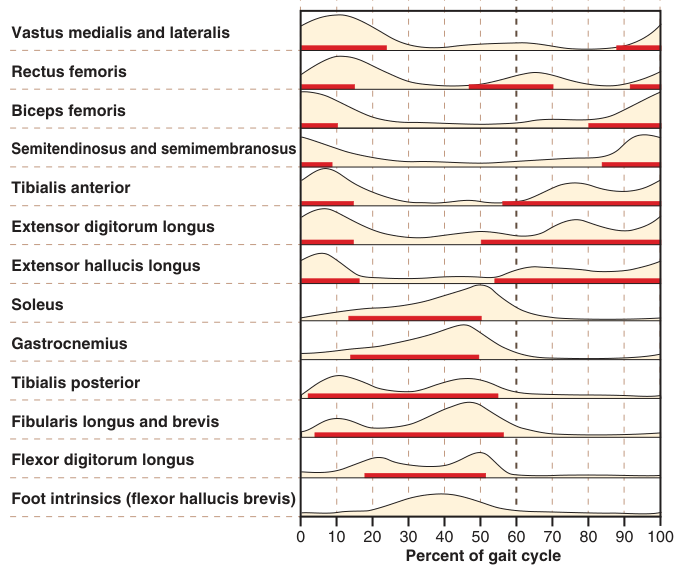 Vastus medialis and lateralis
Rectus femoris
Biceps femoris
Semitendinosus and semimembranosus
Tibialis anterior
Extensor digitorum longus
Extensor hallucis longus
Soleus
Gastrocnemius
Tibialis posterior
Fibularis longus and brevis
Flexor digitorum longus
Foot intrinsics (flexor hallucis brevis)
0 10 20 30 40 50 60 70 80 90 100
Percent of gait cycle